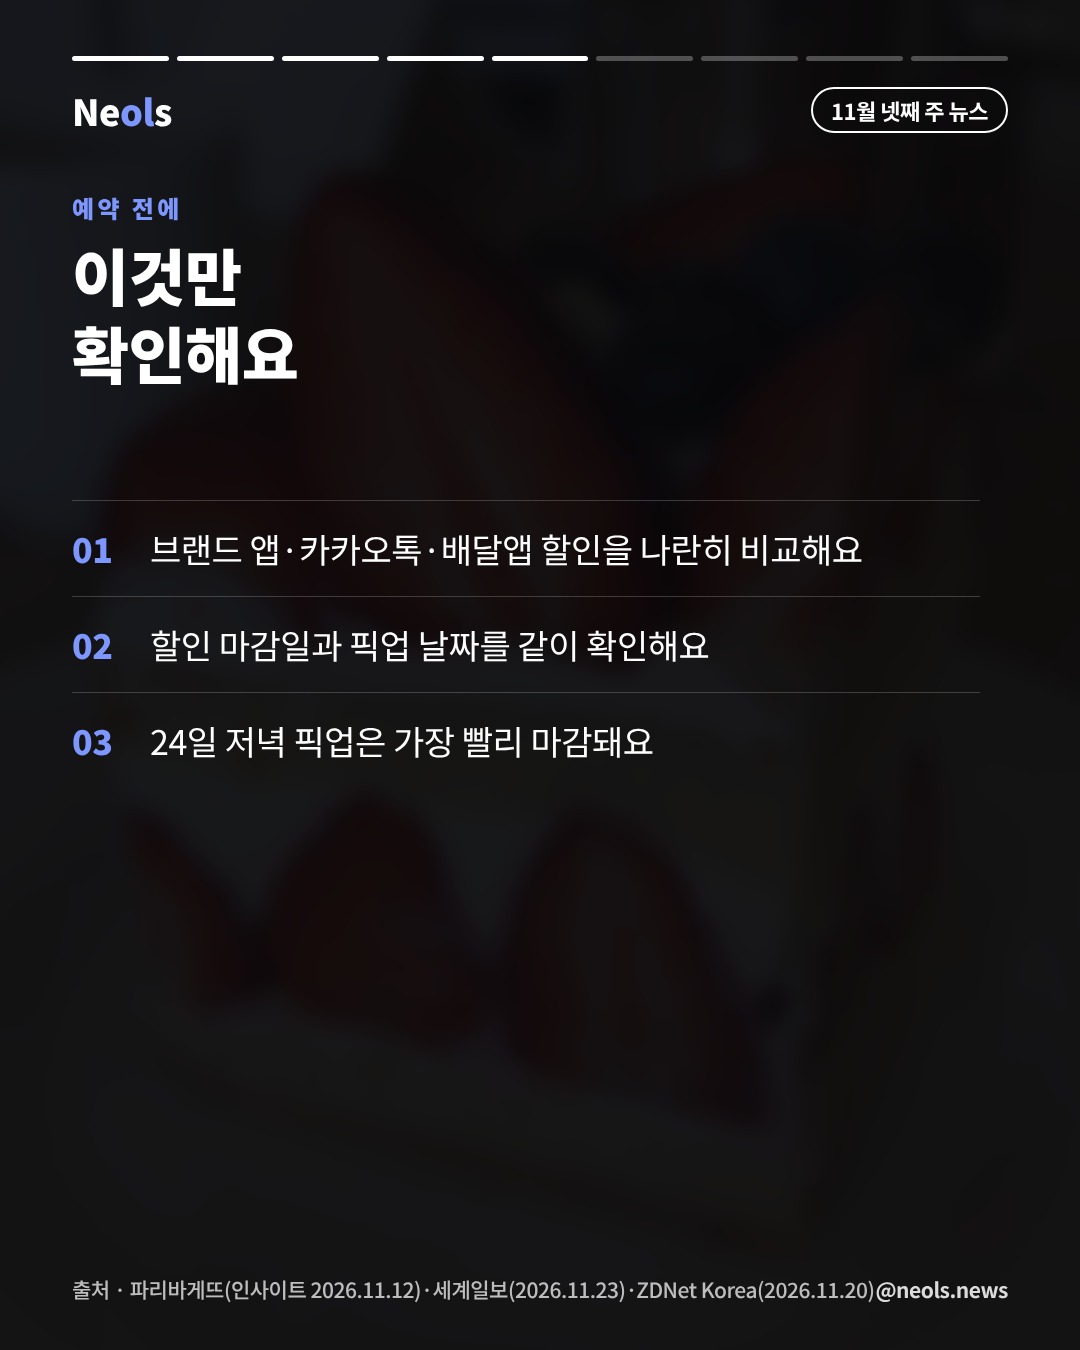 Neols
11월 넷째 주 뉴스
예약 전에
이것만
확인해요
01 브랜드 앱·카카오톡·배달앱 할인을 나란히 비교해요
02 할인 마감일과 픽업 날짜를 같이 확인해요
03 24일 저녁 픽업은 가장 빨리 마감돼요
출처 · 파리바게뜨(인사이트 2026.11.12)·세계일보(2026.11.23)·ZDNet Korea(2026.11.20)@neols.news